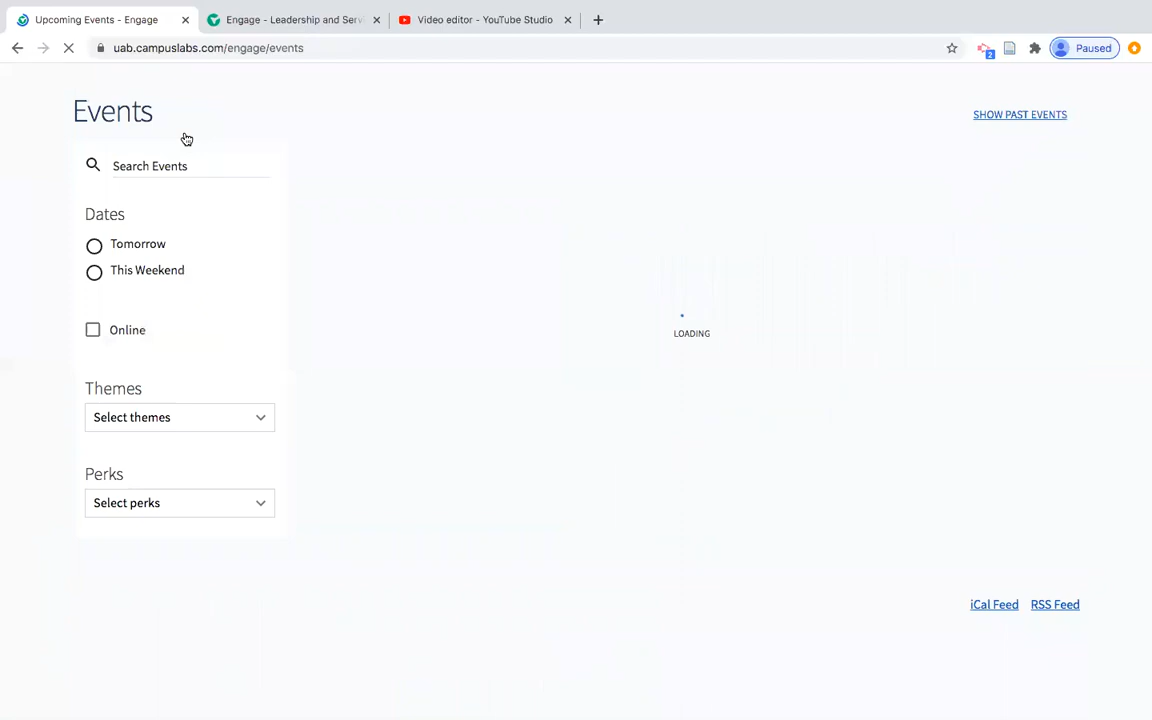 Upcoming Events - Engage
Engage - Leadership and Serv
Video editor - YouTube Studio
uab.campuslabs.com/engage/events
2
Paused
Events
SHOW PAST EVENTS
Search Events
Dates
Tomorrow
This Weekend
Online
LOADING
Themes
Select themes
Perks
Select perks
iCal Feed RSS Feed